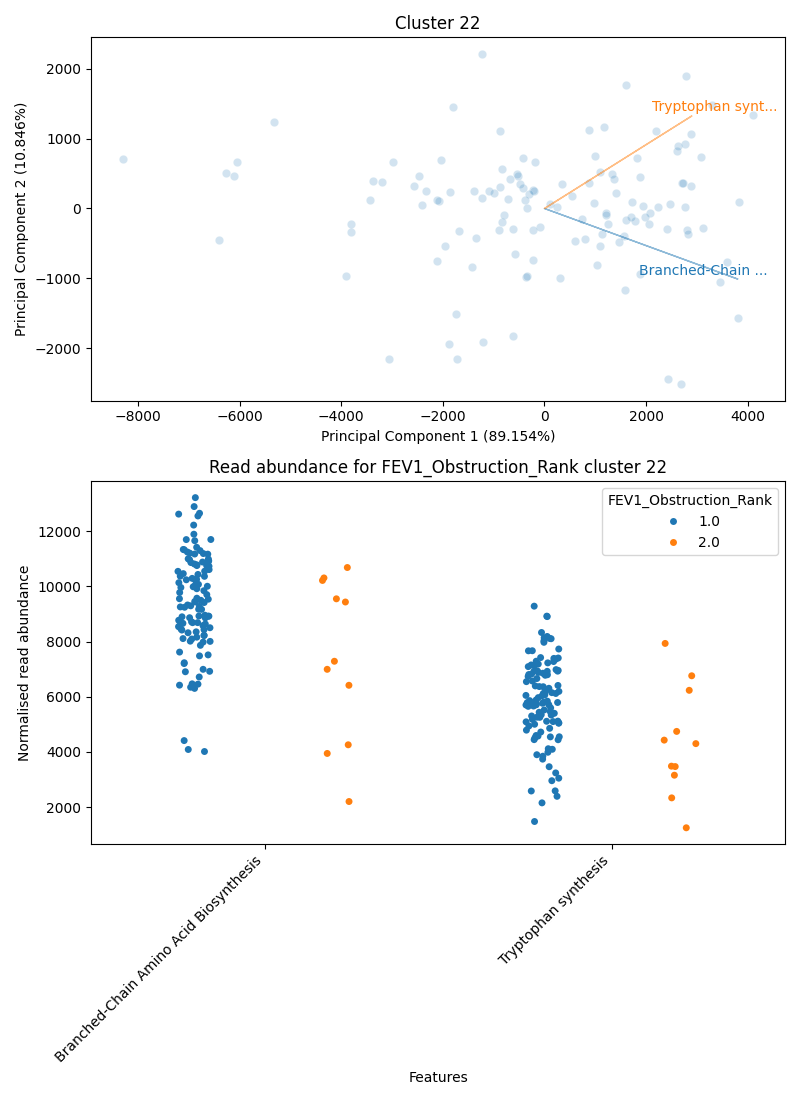 Cluster 22
Principal Component 2 (10.846%)
2000
1000
0
−1000
−2000
Tryptophan synt...
Branched-Chain ...
−8000 −6000 −4000 −2000 0 2000 4000
Principal Component 1 (89.154%)
Read abundance for FEV1_Obstruction_Rank cluster 22
Normalised read abundance
12000
10000
8000
6000
4000
2000
FEV1_Obstruction_Rank
1.0
2.0
Branched-Chain Amino Acid Biosynthesis
Tryptophan synthesis
Features